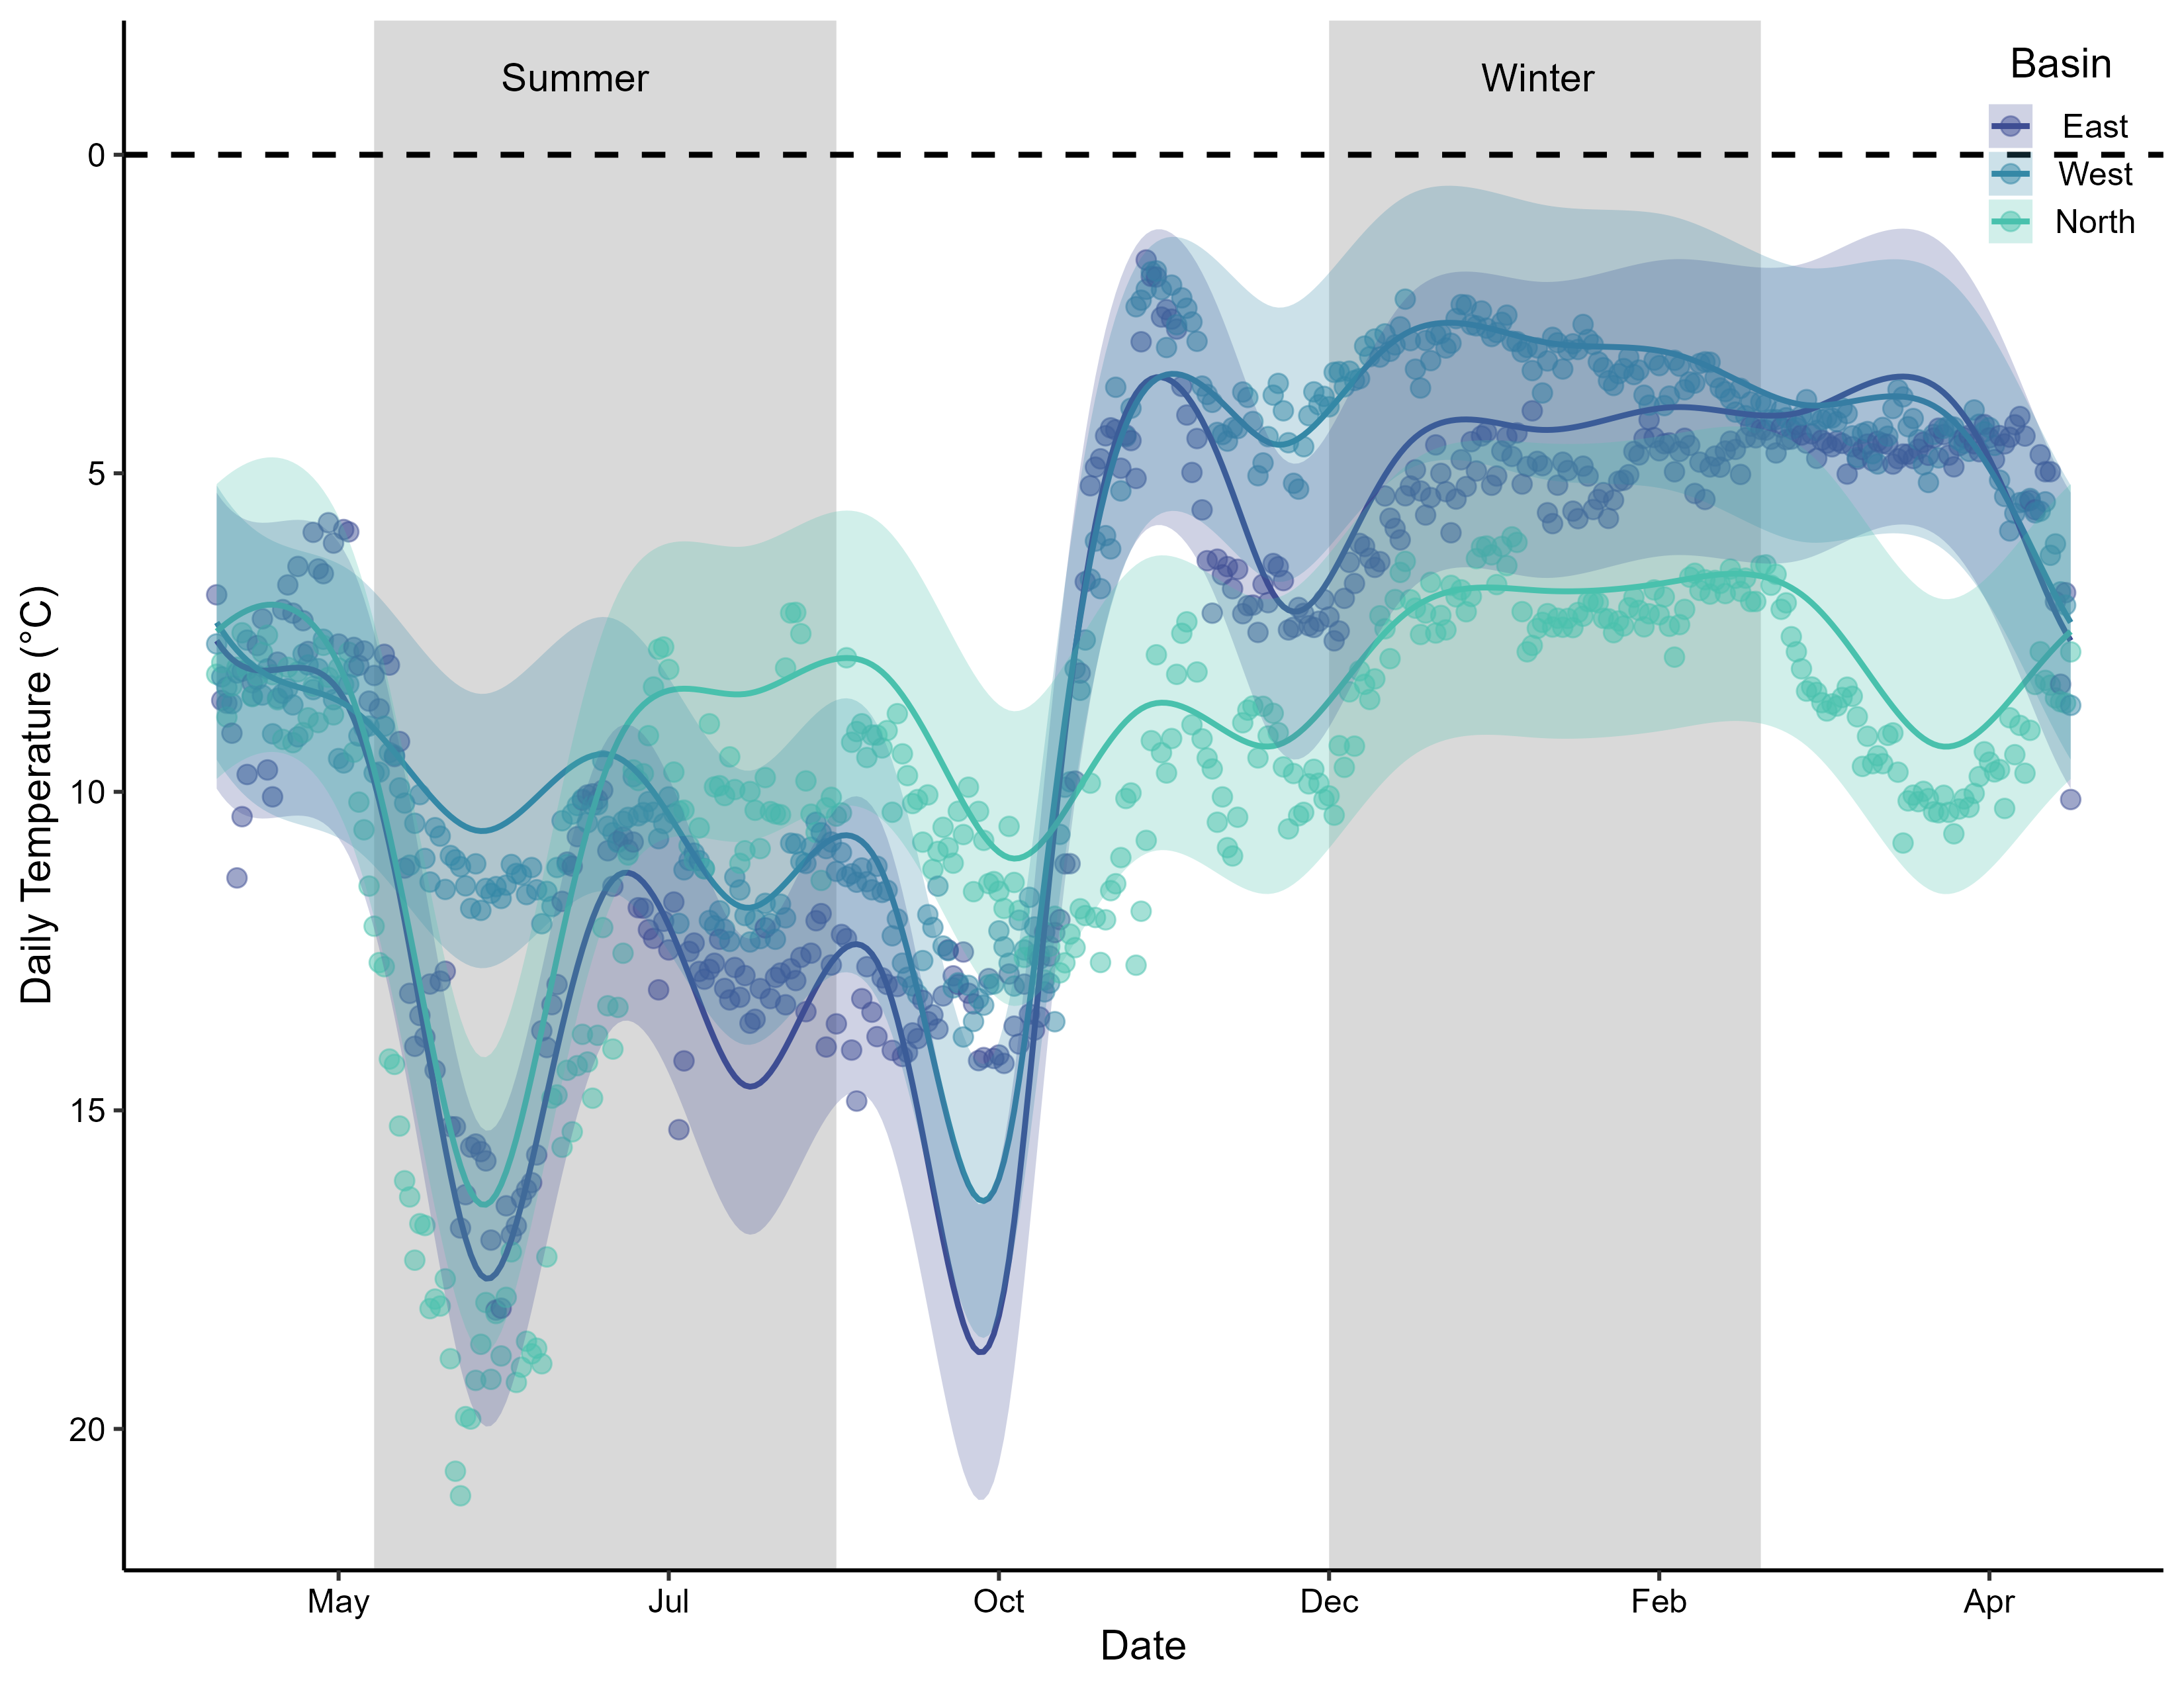 Summer
Winter
Basin
East
West
North
0
5
10
15
20
Daily Temperature (°C)
May
Jul
Oct
Dec
Feb
Apr
Date